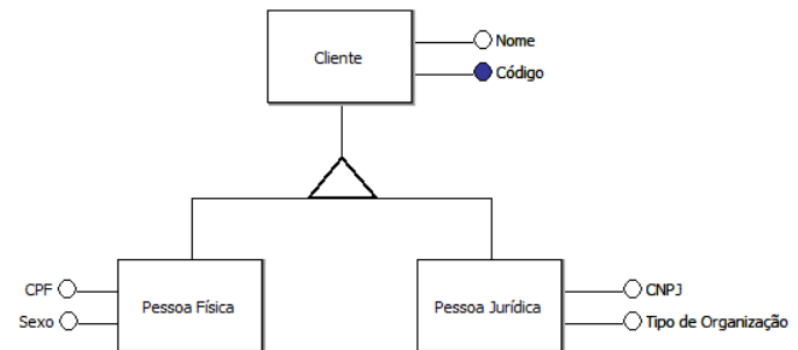 Cliente
Nome
Código
CPF
Sexo
Pessoa Física
Pessoa Jurídica
CNPJ
Tipo de Organização